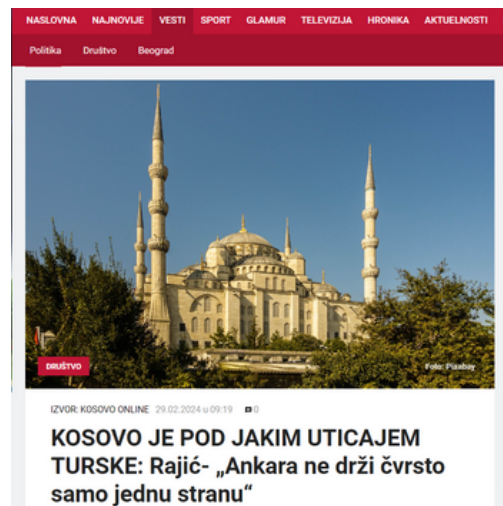 NASLOVNA NAJNOVIJE VESTI SPORT GLAMUR TELEVIZIJA HRONIKA AKTUELNOSTI
Politika Društvo Beograd
DRUŠTVO
Foto: Pixabay
IZVOR: KOSOVO ONLINE 29.02.2024 u 09:19 0
KOSOVO JE POD JAKIM UTICAJEM
TURSKE: Rajić- „Ankara ne drži čvrsto
samo jednu stranu“